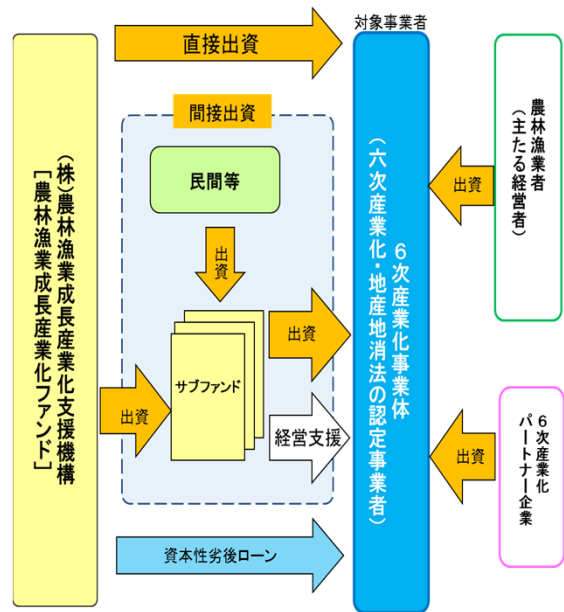 対象事業者
直接出資
(株)農林漁業成長産業化支援機構
[農林漁業成長産業化ファンド]
間接出資
民間等
出資
サブファンド
出資
出資
経営支援
資本性劣後ローン
6次産業化事業体
(六次産業化・地産地消法の認定事業者)
農林漁業者
(主たる経営者)
出資
6次産業化
パートナー企業
出資